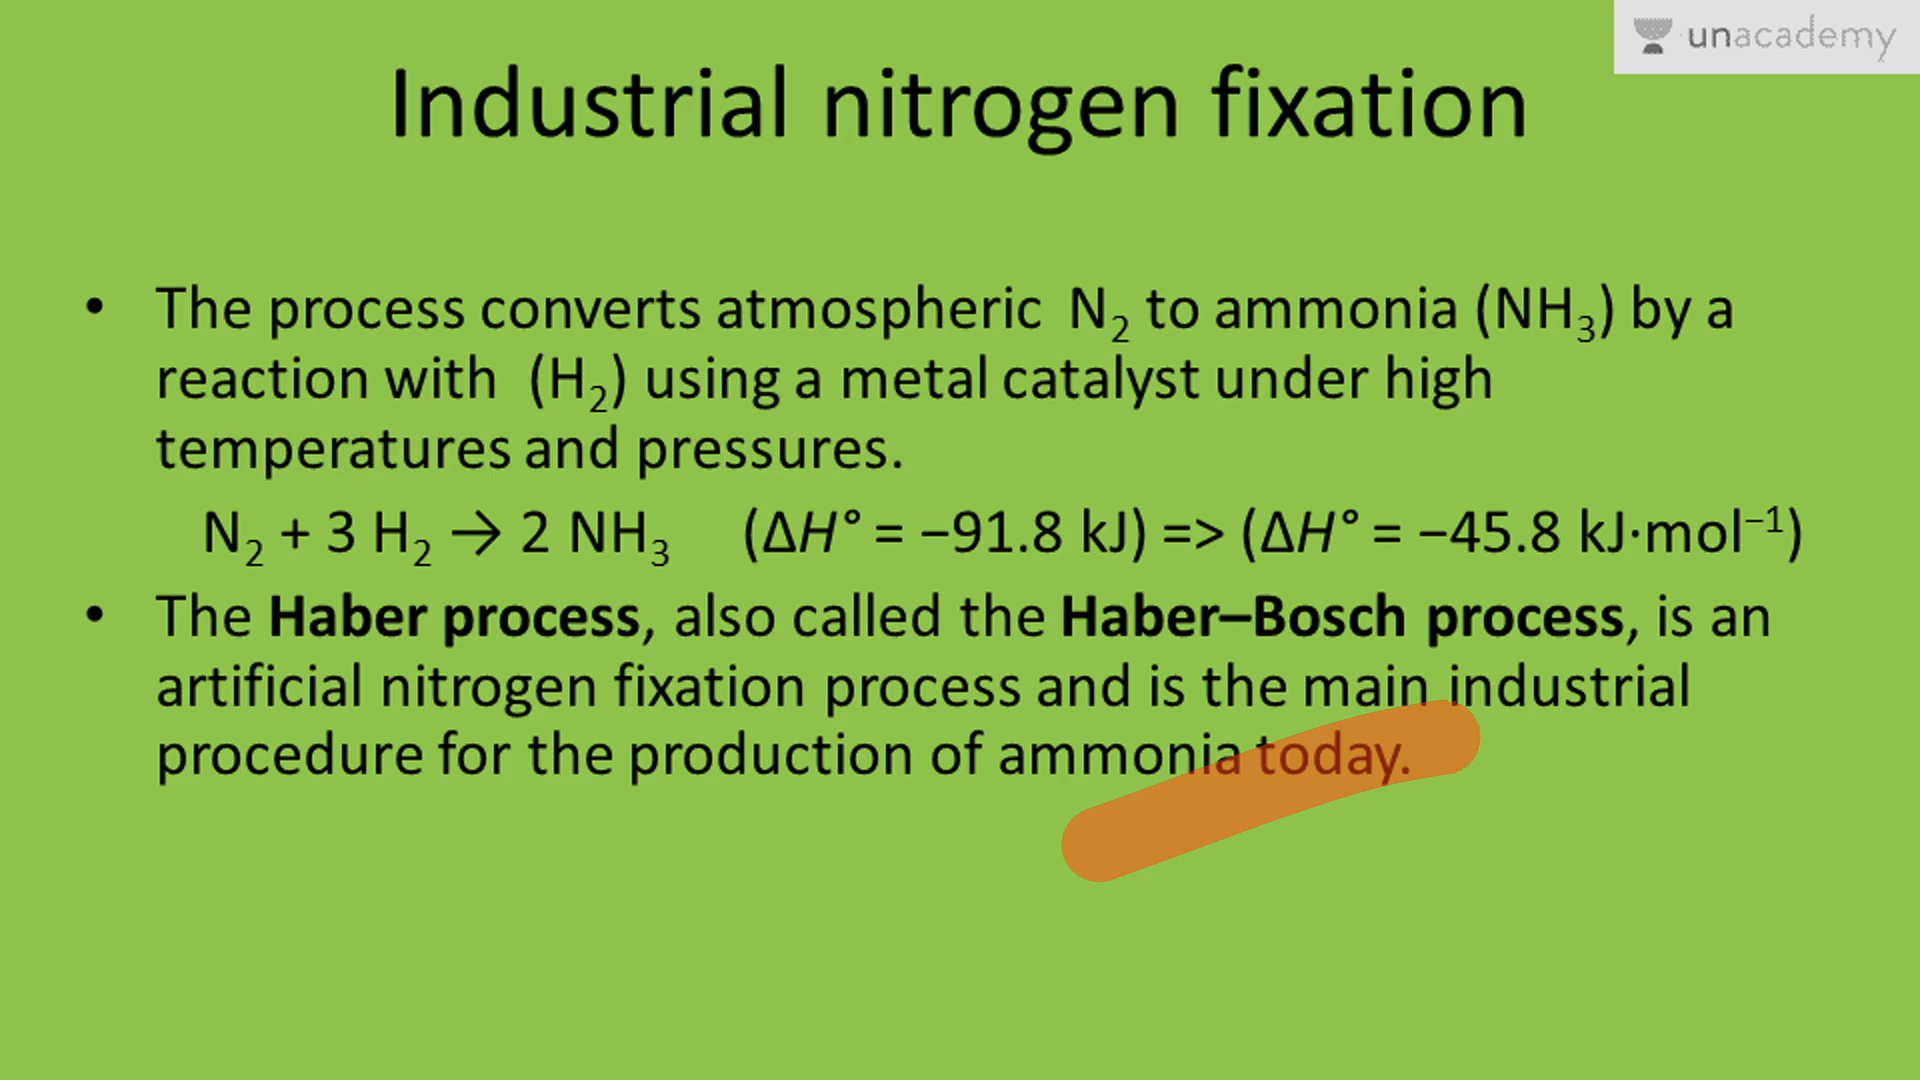 unacademy
Industrial nitrogen fixation
• The process converts atmospheric N₂ to ammonia (NH₃) by a
reaction with (H₂) using a metal catalyst under high
temperatures and pressures.
N₂ + 3 H₂ → 2 NH₃ (ΔH° = −91.8 kJ) => (ΔH° = −45.8 kJ·mol⁻¹)
• The Haber process, also called the Haber–Bosch process, is an
artificial nitrogen fixation process and is the main industrial
procedure for the production of ammonia today.